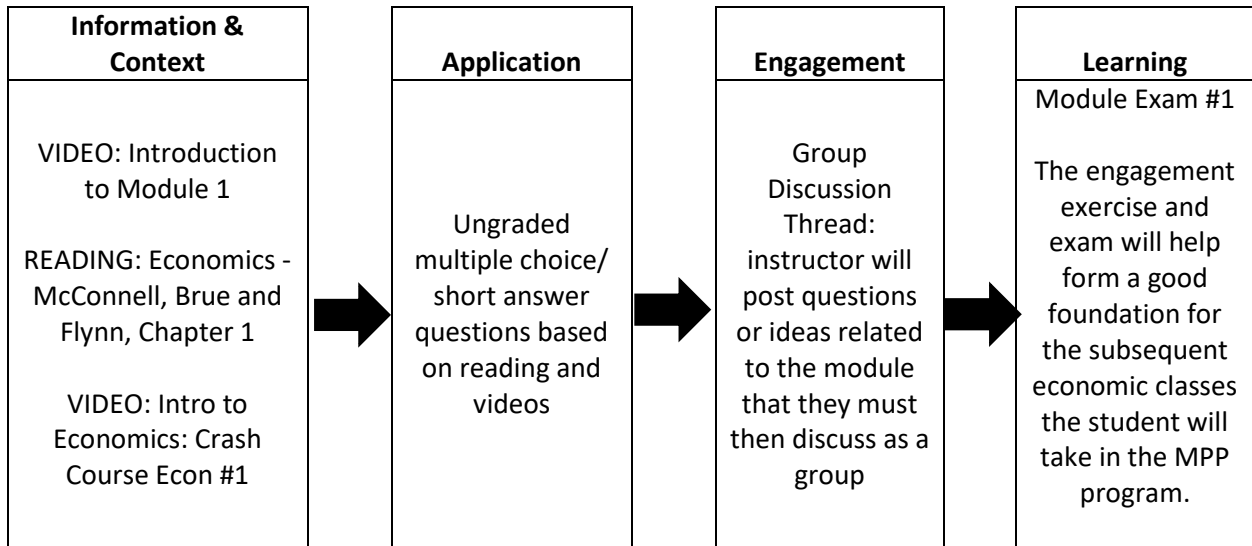 Information &
Context
VIDEO: Introduction
to Module 1
READING: Economics -
McConnell, Brue and
Flynn, Chapter 1
VIDEO: Intro to
Economics: Crash
Course Econ #1
Application
Ungraded
multiple choice/
short answer
questions based
on reading and
videos
Engagement
Group
Discussion
Thread:
instructor will
post questions
or ideas related
to the module
that they must
then discuss as a
group
Learning
Module Exam #1
The engagement
exercise and
exam will help
form a good
foundation for
the subsequent
economic classes
the student will
take in the MPP
program.